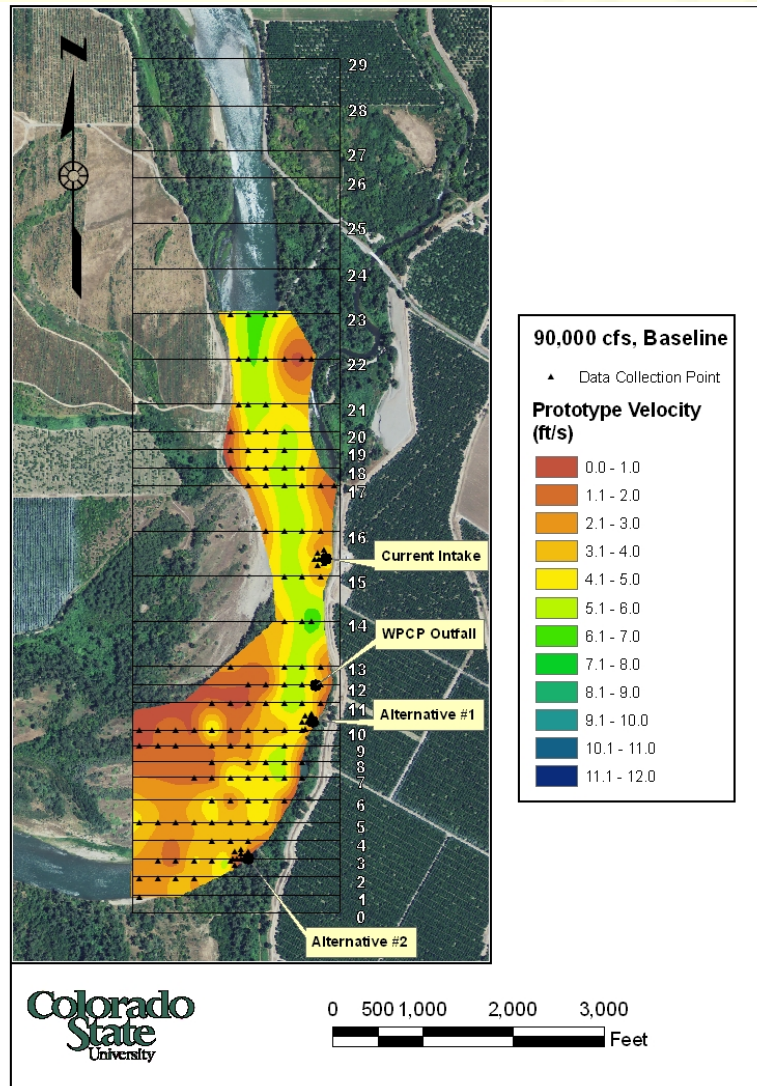 N
29
28
27
26
25
24
23
22
21
20
19
18
17
16
Current Intake
15
WPCP Outfall
14
13
12
11
Alternative #1
10
9
8
7
6
5
4
3
2
1
0
Alternative #2
90,000 cfs, Baseline
Data Collection Point
Prototype Velocity
(ft/s)
0.0 - 1.0
1.1 - 2.0
2.1 - 3.0
3.1 - 4.0
4.1 - 5.0
5.1 - 6.0
6.1 - 7.0
7.1 - 8.0
8.1 - 9.0
9.1 - 10.0
10.1 - 11.0
11.1 - 12.0
Colorado
State
University
0 500 1,000 2,000 3,000
Feet